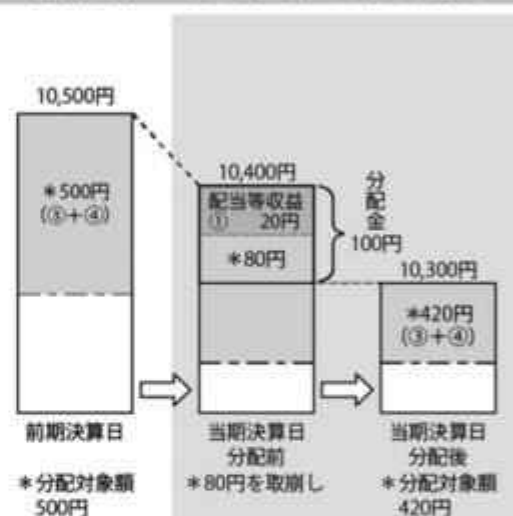 10,500円
*500円
(③+④)
前期決算日
*分配対象額
500円
10,400円
配当等収益
① 20円
*80円
分配金
100円
当期決算日
分配前
*80円を取崩し
10,300円
*420円
(③+④)
当期決算日
分配後
*分配対象額
420円